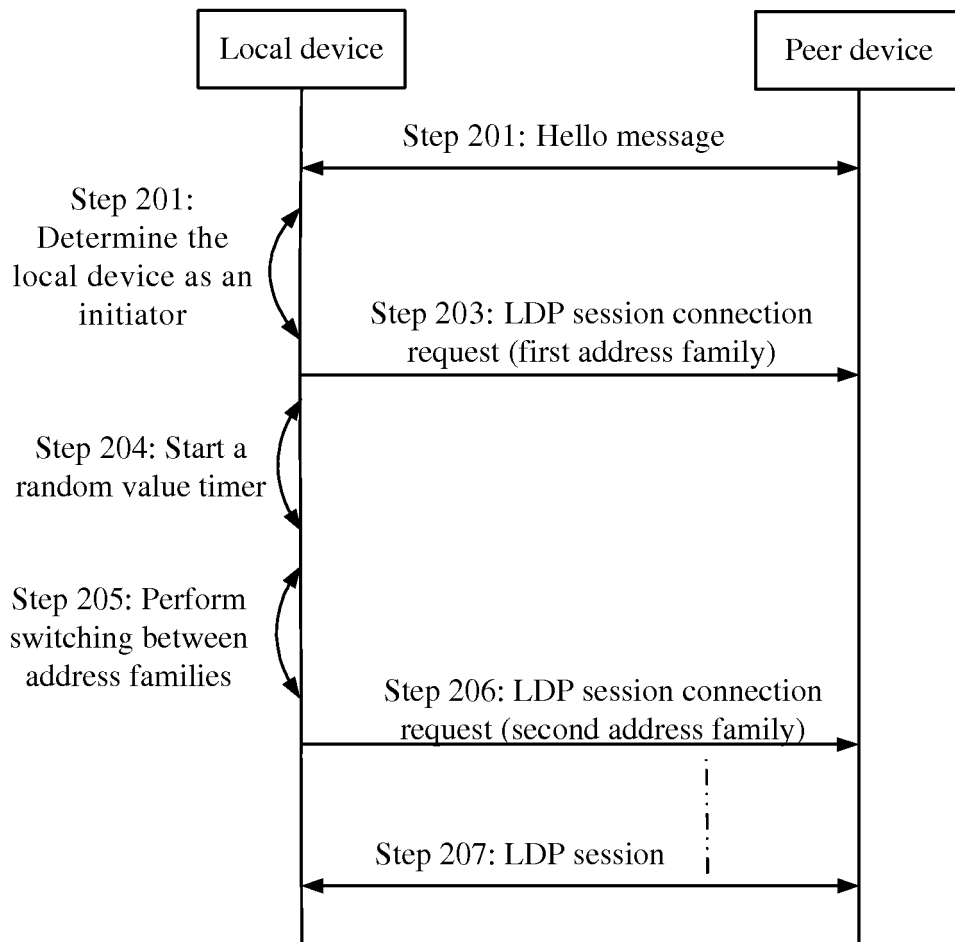 Local device
Peer device
Step 201: Hello message
Step 201:
Determine the
local device as an
initiator
Step 203: LDP session connection
request (first address family)
Step 204: Start a
random value timer
Step 205: Perform
switching between
address families
Step 206: LDP session connection
request (second address family)
Step 207: LDP session